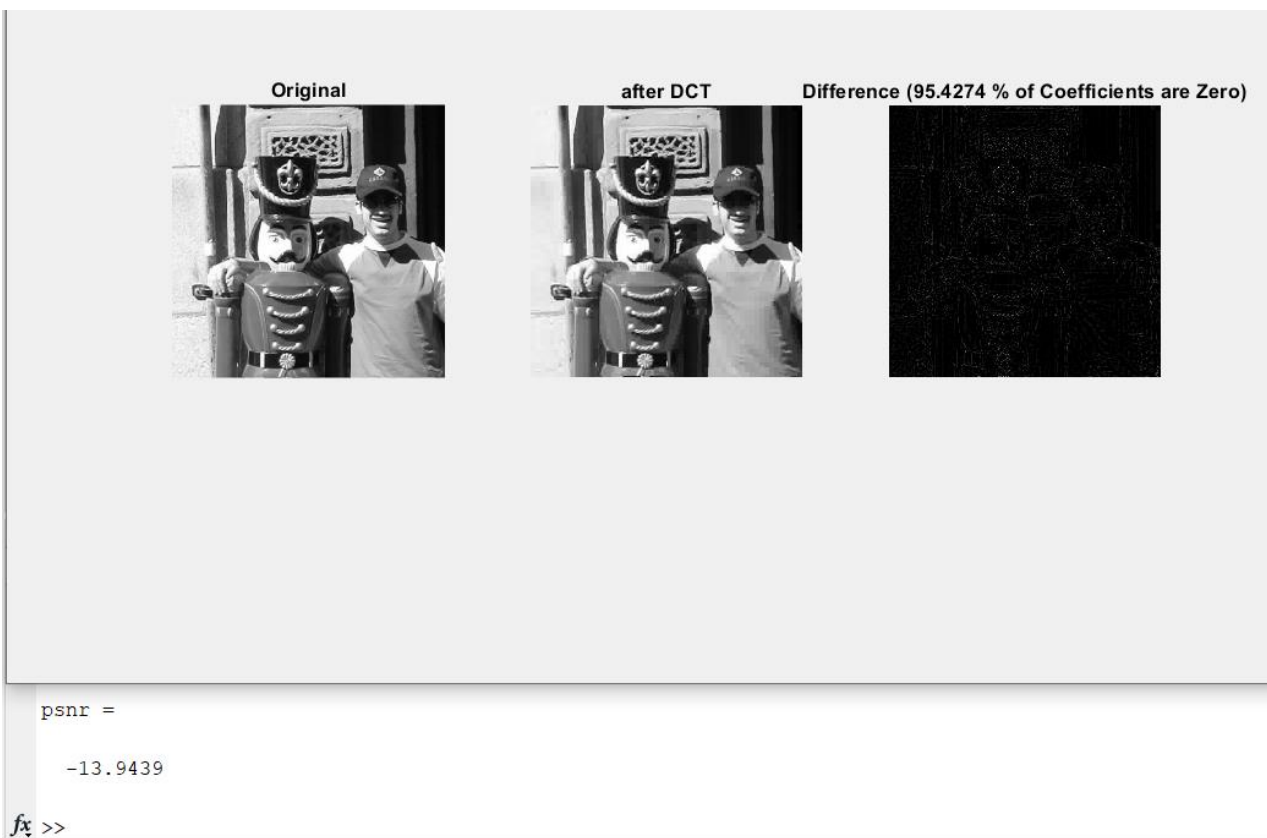 Original
after DCT
Difference (95.4274 % of Coefficients are Zero)
psnr =
-13.9439
fx >>